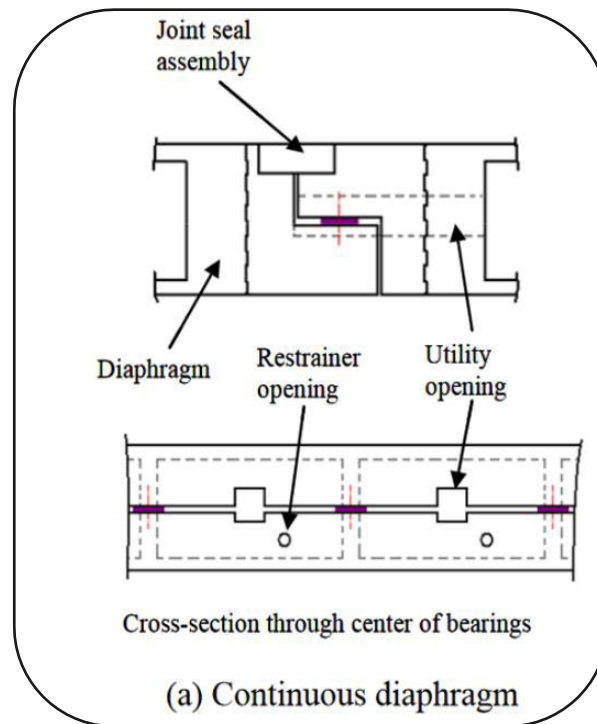 Joint seal
assembly
Diaphragm
Restrainer
opening
Utility
opening
Cross-section through center of bearings
(a) Continuous diaphragm